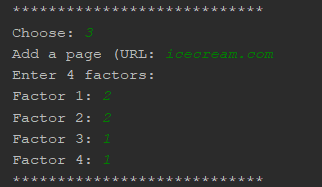 ****************************
Choose: 3
Add a page (URL: icecream.com
Enter 4 factors:
Factor 1: 2
Factor 2: 2
Factor 3: 1
Factor 4: 1
****************************